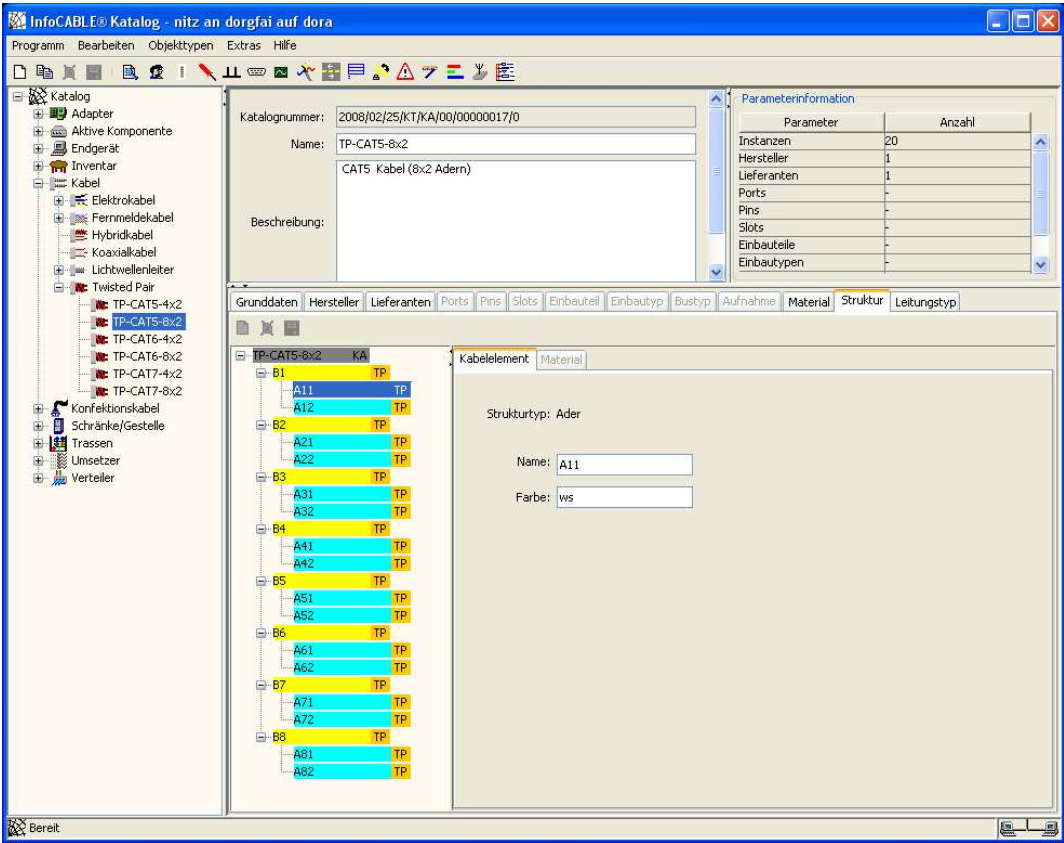 InfoCABLE® Katalog - nitz an dorgfai auf dora
Programm Bearbeiten Objekttypen Extras Hilfe
Katalog
Adapter
Aktive Komponente
Endgerät
Inventar
Kabel
Elektrokabel
Fernmeldekabel
Hybridkabel
Koaxialkabel
Lichtwellenleiter
Twisted Pair
TP-CAT5-4x2
TP-CAT5-8x2
TP-CAT6-4x2
TP-CAT6-8x2
TP-CAT7-4x2
TP-CAT7-8x2
Konfektionskabel
Schränke/Gestelle
Trassen
Umsetzer
Verteiler
Katalognummer: 2008/02/25/KT/KA/00/00000017/0
Name: TP-CAT5-8x2
Beschreibung: CAT5 Kabel (8x2 Adern)
Parameterinformation
Parameter Anzahl
Instanzen 20
Hersteller 1
Lieferanten 1
Ports -
Pins -
Slots -
Einbauteile -
Einbautypen -
Grunddaten Hersteller Lieferanten Ports Pins Slots Einbauteil Einbautyp Bustyp Aufnahme Material Struktur Leitungstyp
TP-CAT5-8x2 KA
B1 TP
A11 TP
A12 TP
B2 TP
A21 TP
A22 TP
B3 TP
A31 TP
A32 TP
B4 TP
A41 TP
A42 TP
B5 TP
A51 TP
A52 TP
B6 TP
A61 TP
A62 TP
B7 TP
A71 TP
A72 TP
B8 TP
A81 TP
A82 TP
Kabelelement Material
Strukturtyp: Ader
Name: A11
Farbe: ws
Bereit